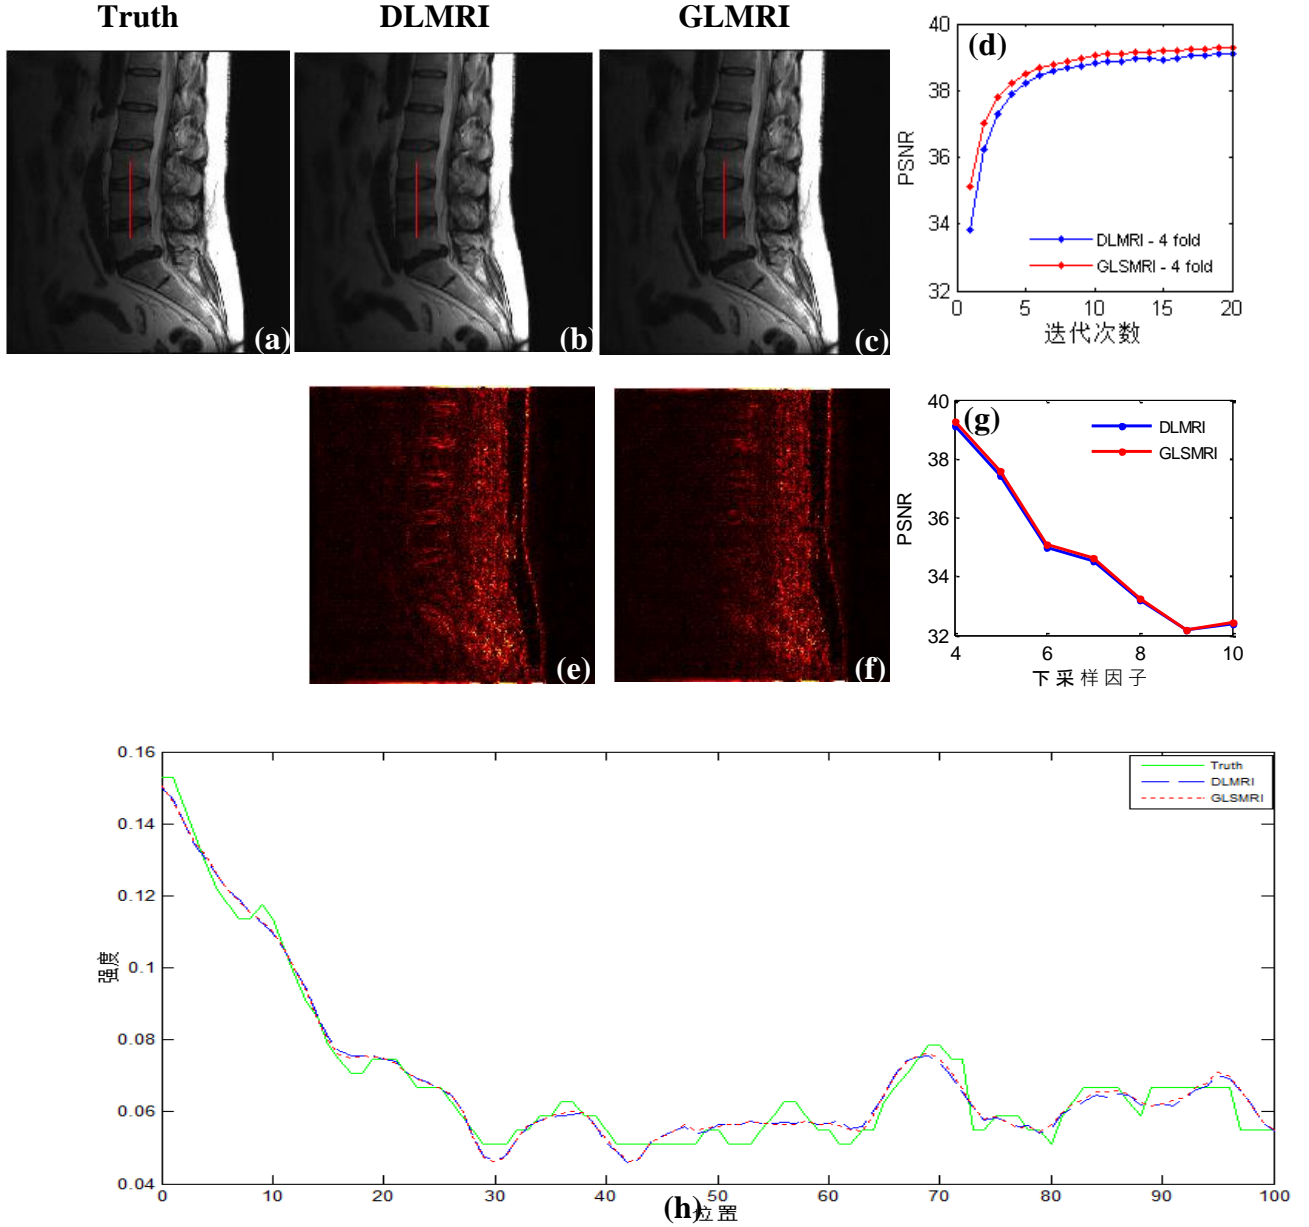 Truth DLMRI GLMRI
(a)
(b)
(c)
(d)
40
38
36
34
32
PSNR
DLMRI - 4 fold
GLSMRI - 4 fold
0 5 10 15 20
迭代次数
(e)
(f)
(g)
40
38
36
34
32
PSNR
DLMRI
GLSMRI
4 6 8 10
下采样因子
0.16
0.14
0.12
0.1
0.08
0.06
0.04
强度
Truth
DLMRI
GLSMRI
0 10 20 30 40 50 60 70 80 90 100
(h)位置